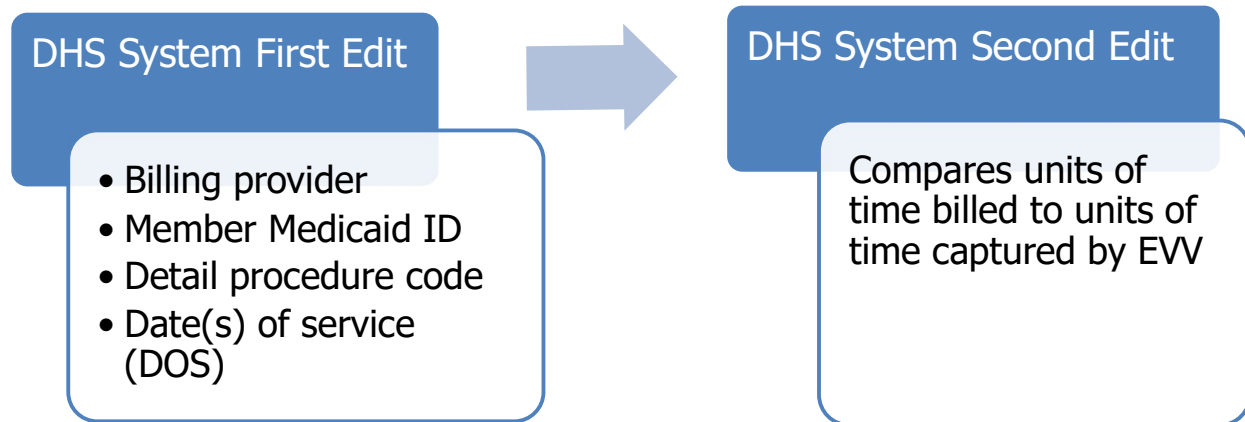 DHS System First Edit
• Billing provider
• Member Medicaid ID
• Detail procedure code
• Date(s) of service
(DOS)
DHS System Second Edit
Compares units of
time billed to units of
time captured by EVV